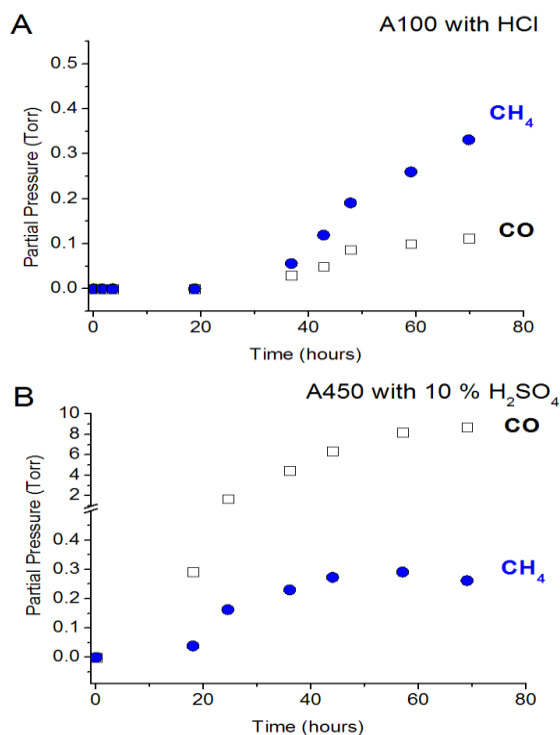 A
A100 with HCl
0.5
0.4
0.3
0.2
0.1
0.0
Partial Pressure (Torr)
CH4
CO
0 20 40 60 80
Time (hours)
B
A450 with 10 % H2SO4
10
8
6
4
2
0.4
0.3
0.2
0.1
0.0
Partial Pressure (Torr)
CO
CH4
0 20 40 60 80
Time (hours)